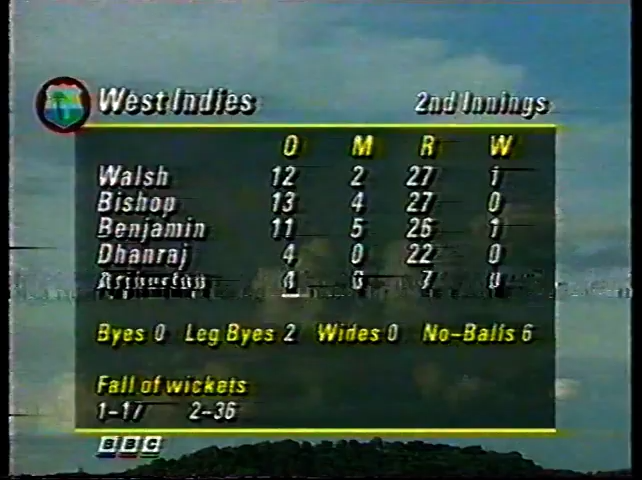 West Indies 2nd Innings
O M R W
Walsh 12 2 27 1
Bishop 13 4 27 0
Benjamin 11 5 26 1
Dhanraj 4 0 22 0
7
Byes 0 Leg Byes 2 Wides 0 No-Balls 6
Fall of wickets
1-17 2-36
BBC